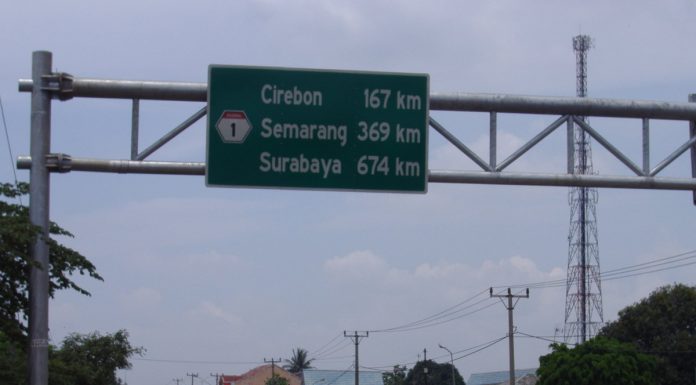 Cirebon 167 km
1
Semarang 369 km
Surabaya 674 km